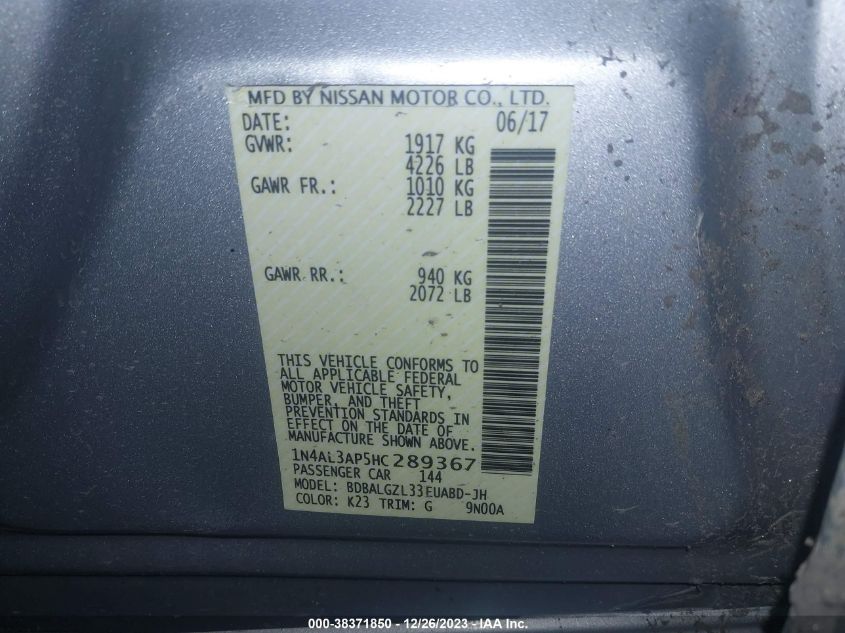 MFD BY NISSAN MOTOR CO., LTD.
DATE: 06/17
GVWR: 1917 KG
4226 LB
GAWR FR.: 1010 KG
2227 LB
GAWR RR.: 940 KG
2072 LB
THIS VEHICLE CONFORMS TO
ALL APPLICABLE FEDERAL
MOTOR VEHICLE SAFETY,
BUMPER, AND THEFT
PREVENTION STANDARDS IN
EFFECT ON THE DATE OF
MANUFACTURE SHOWN ABOVE.
1N4AL3AP5HC289367
PASSENGER CAR 144
MODEL: BDBALGZL33EUABD-JH
COLOR: K23 TRIM: G 9N00A
000-38371850 - 12/26/2023 - IAA Inc.